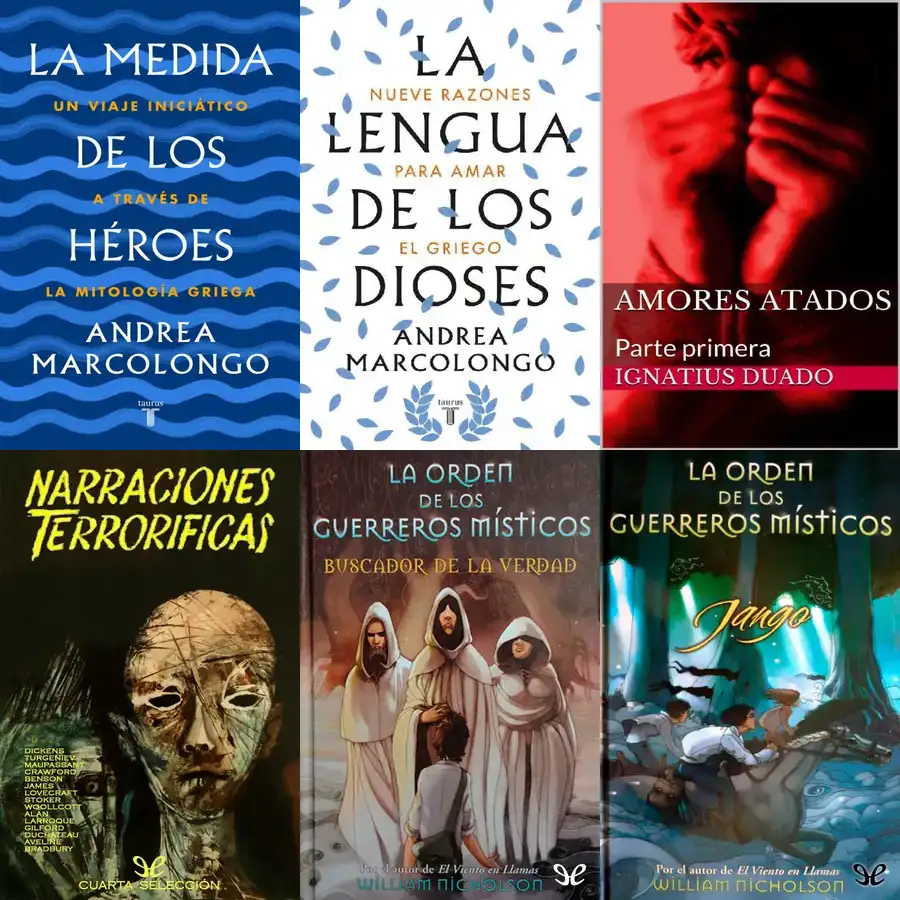 LA MEDIDA
UN VIAJE INICIÁTICO
DE LOS
A TRAVÉS DE
HÉROES
LA MITOLOGÍA GRIEGA
ANDREA
MARCOLONGO
taurus
T
LA
NUEVE RAZONES
LENGUA
PARA AMAR
DE LOS
EL GRIEGO
DIOSES
ANDREA
MARCOLONGO
taurus
T
AMORES ATADOS
Parte primera
IGNATIUS DUADO
NARRACIONES
TERRORIFICAS
DICKENS
TURGENIEV
MAUPASSANT
CRAWFORD
BENSON
JAMES
LOVECRAFT
STOKER
WOOLLCOTT
ALAN
LARROQUE
GILFORD
DUCHATEAU
AVELINE
BRADBURY
CUARTA SELECCIÓN
LA ORDEN
DE LOS
GUERREROS MÍSTICOS
BUSCADOR DE LA VERDAD
Por el autor de El Viento en Llamas
WILLIAM NICHOLSON
LA ORDEN
DE LOS
GUERREROS MÍSTICOS
Jango
Por el autor de El Viento en Llamas
WILLIAM NICHOLSON